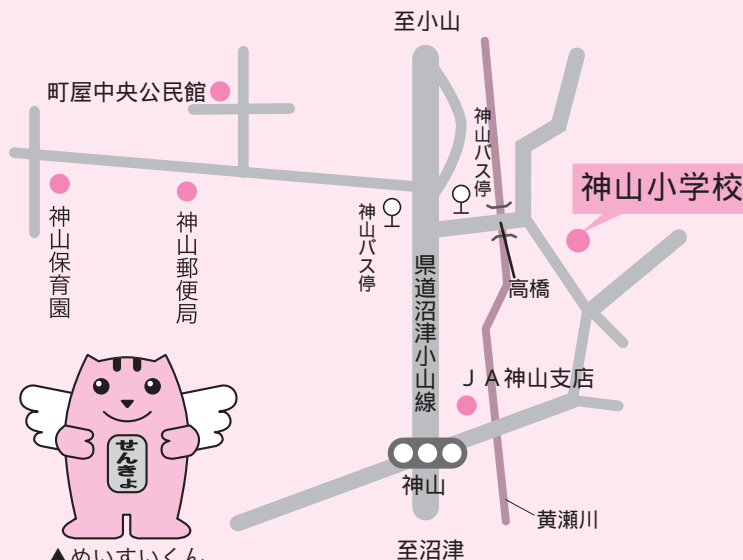 至小山
町屋中央公民館
神山バス停
神山小学校
神山保育園
神山郵便局
神山バス停
県道沼津小山線
高橋
JA神山支店
せんきょ
神山
黄瀬川
至沼津
▲めいすいくん